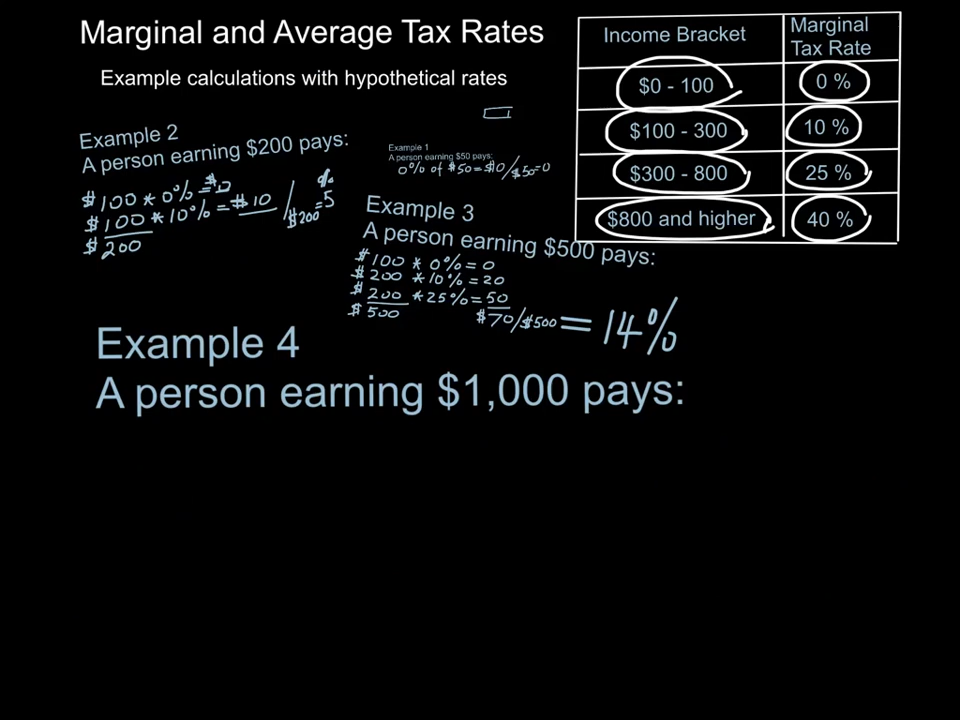 Marginal and Average Tax Rates
Example calculations with hypothetical rates
Income Bracket
Marginal
Tax Rate
$0 - 100
0 %
$100 - 300
10 %
$300 - 800
25 %
$800 and higher
40 %
Example 1
A person earning $50 pays:
0% of $50=$0/$50=0
Example 2
A person earning $200 pays:
$100 * 0% = $0
$100 * 10% = $10 /$200 =5%
$200
Example 3
A person earning $500 pays:
$100 * 0% = 0
$200 * 10% = 20
$200 * 25% = 50
$500 $70/$500 = 14%
Example 4
A person earning $1,000 pays: